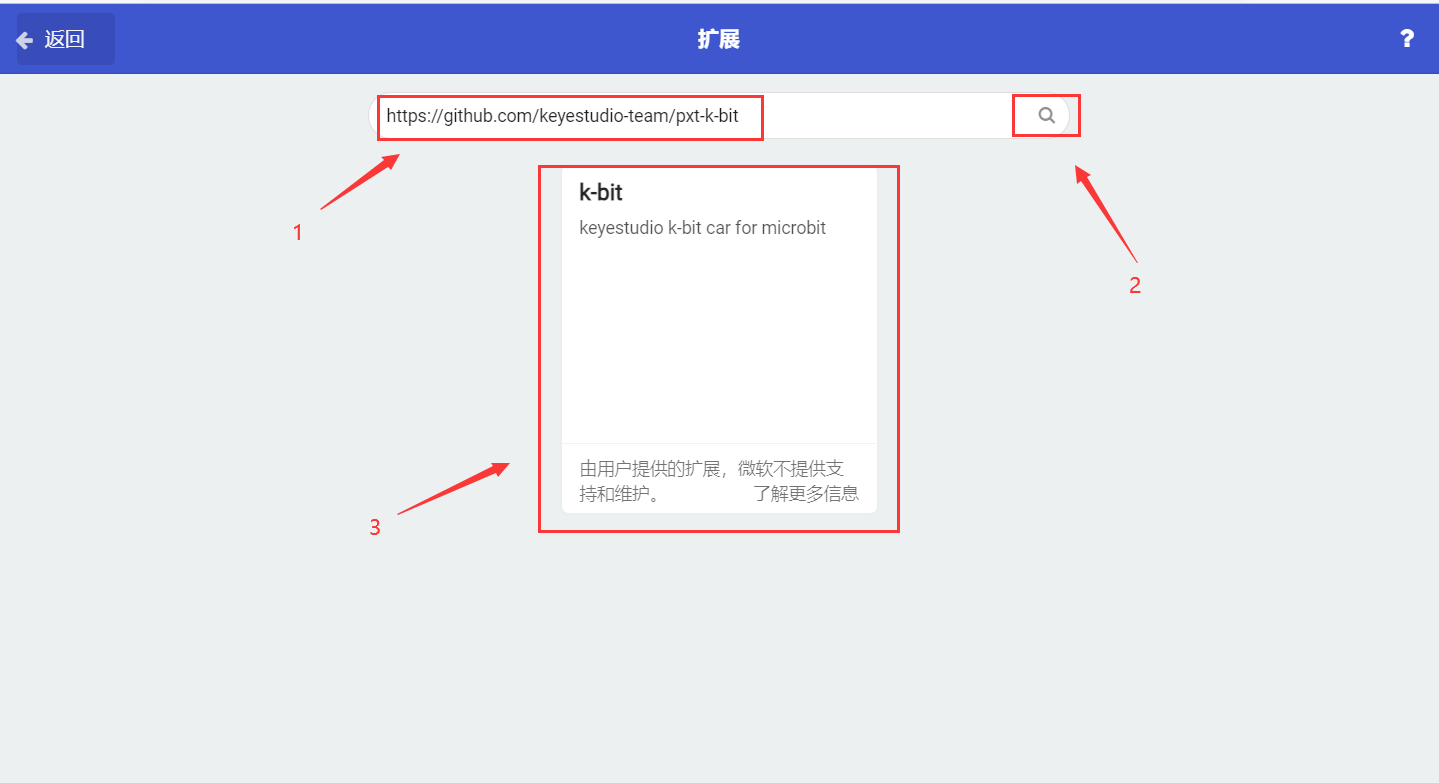 返回
扩展
?
https://github.com/keyestudio-team/pxt-k-bit
1
2
k-bit
keyestudio k-bit car for microbit
由用户提供的扩展，微软不提供支
持和维护。 了解更多信息
3